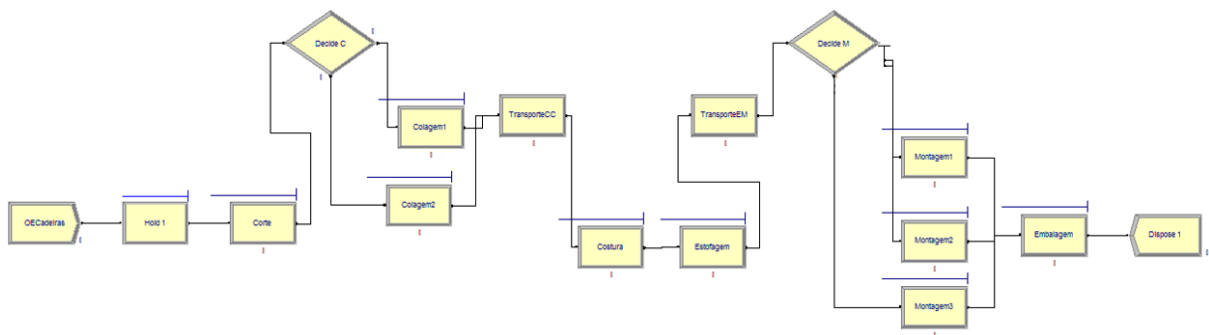 OECadeiras
Hold 1
Corte
Decide C
Colagem1
Colagem2
TransporteCC
Costura
Estofagem
TransporteEM
Decide M
Montagem1
Montagem2
Montagem3
Embalagem
Dispose 1